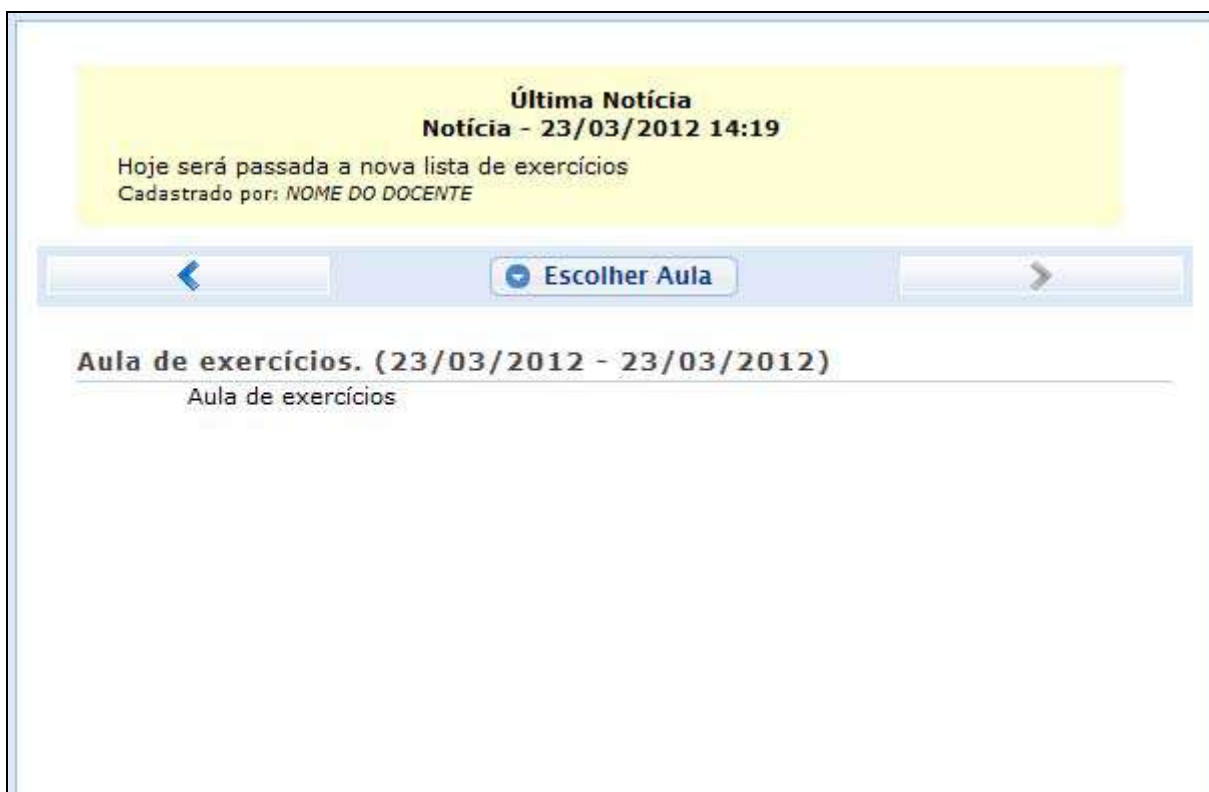 Última Notícia
Notícia - 23/03/2012 14:19
Hoje será passada a nova lista de exercícios
Cadastrado por: NOME DO DOCENTE
Escolher Aula
Aula de exercícios. (23/03/2012 - 23/03/2012)
Aula de exercícios